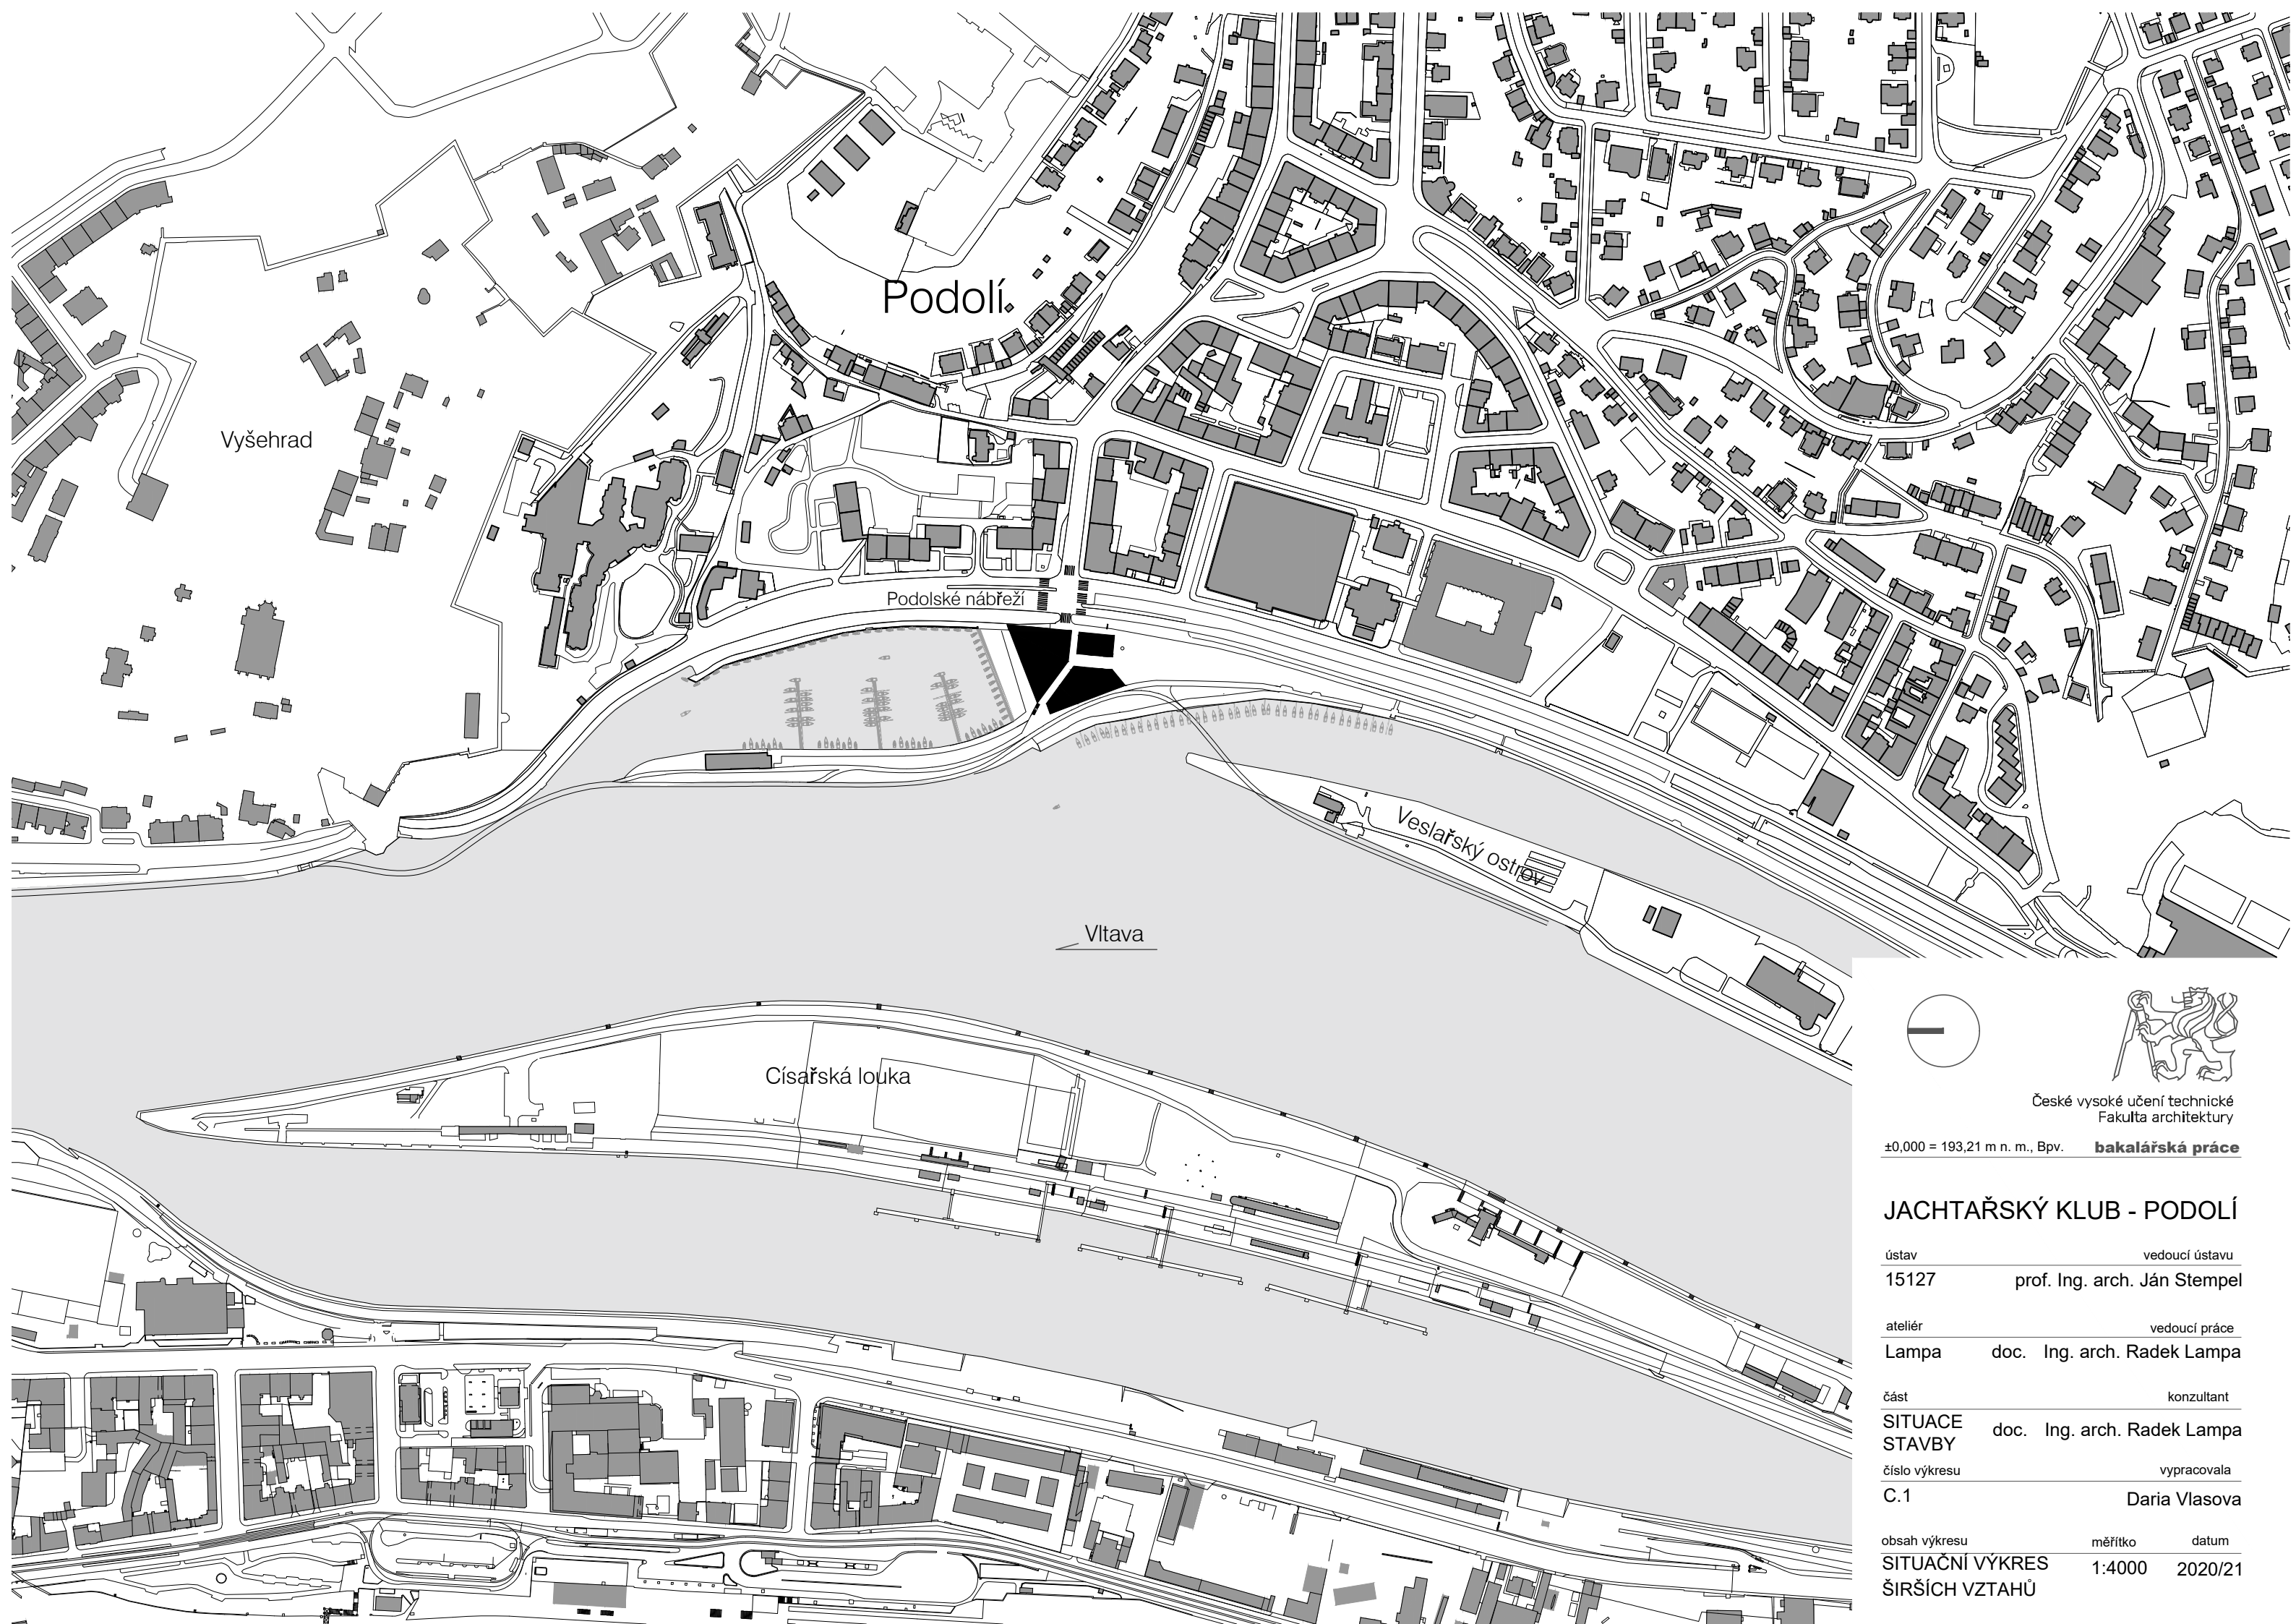 Podolí
Vyšehrad
Podolské nábřeží
Veslařský ostrov
Vltava
Císařská louka
České vysoké učení technické
Fakulta architektury
±0,000 = 193,21 m n. m., Bpv. bakalářská práce
JACHTAŘSKÝ KLUB - PODOLÍ
ústav vedoucí ústavu
15127 prof. Ing. arch. Ján Stempel
ateliér vedoucí práce
Lampa doc. Ing. arch. Radek Lampa
část konzultant
SITUACE
STAVBY doc. Ing. arch. Radek Lampa
číslo výkresu vypracovala
C.1 Daria Vlasova
obsah výkresu měřítko datum
SITUAČNÍ VÝKRES 1:4000 2020/21
ŠIRŠÍCH VZTAHŮ